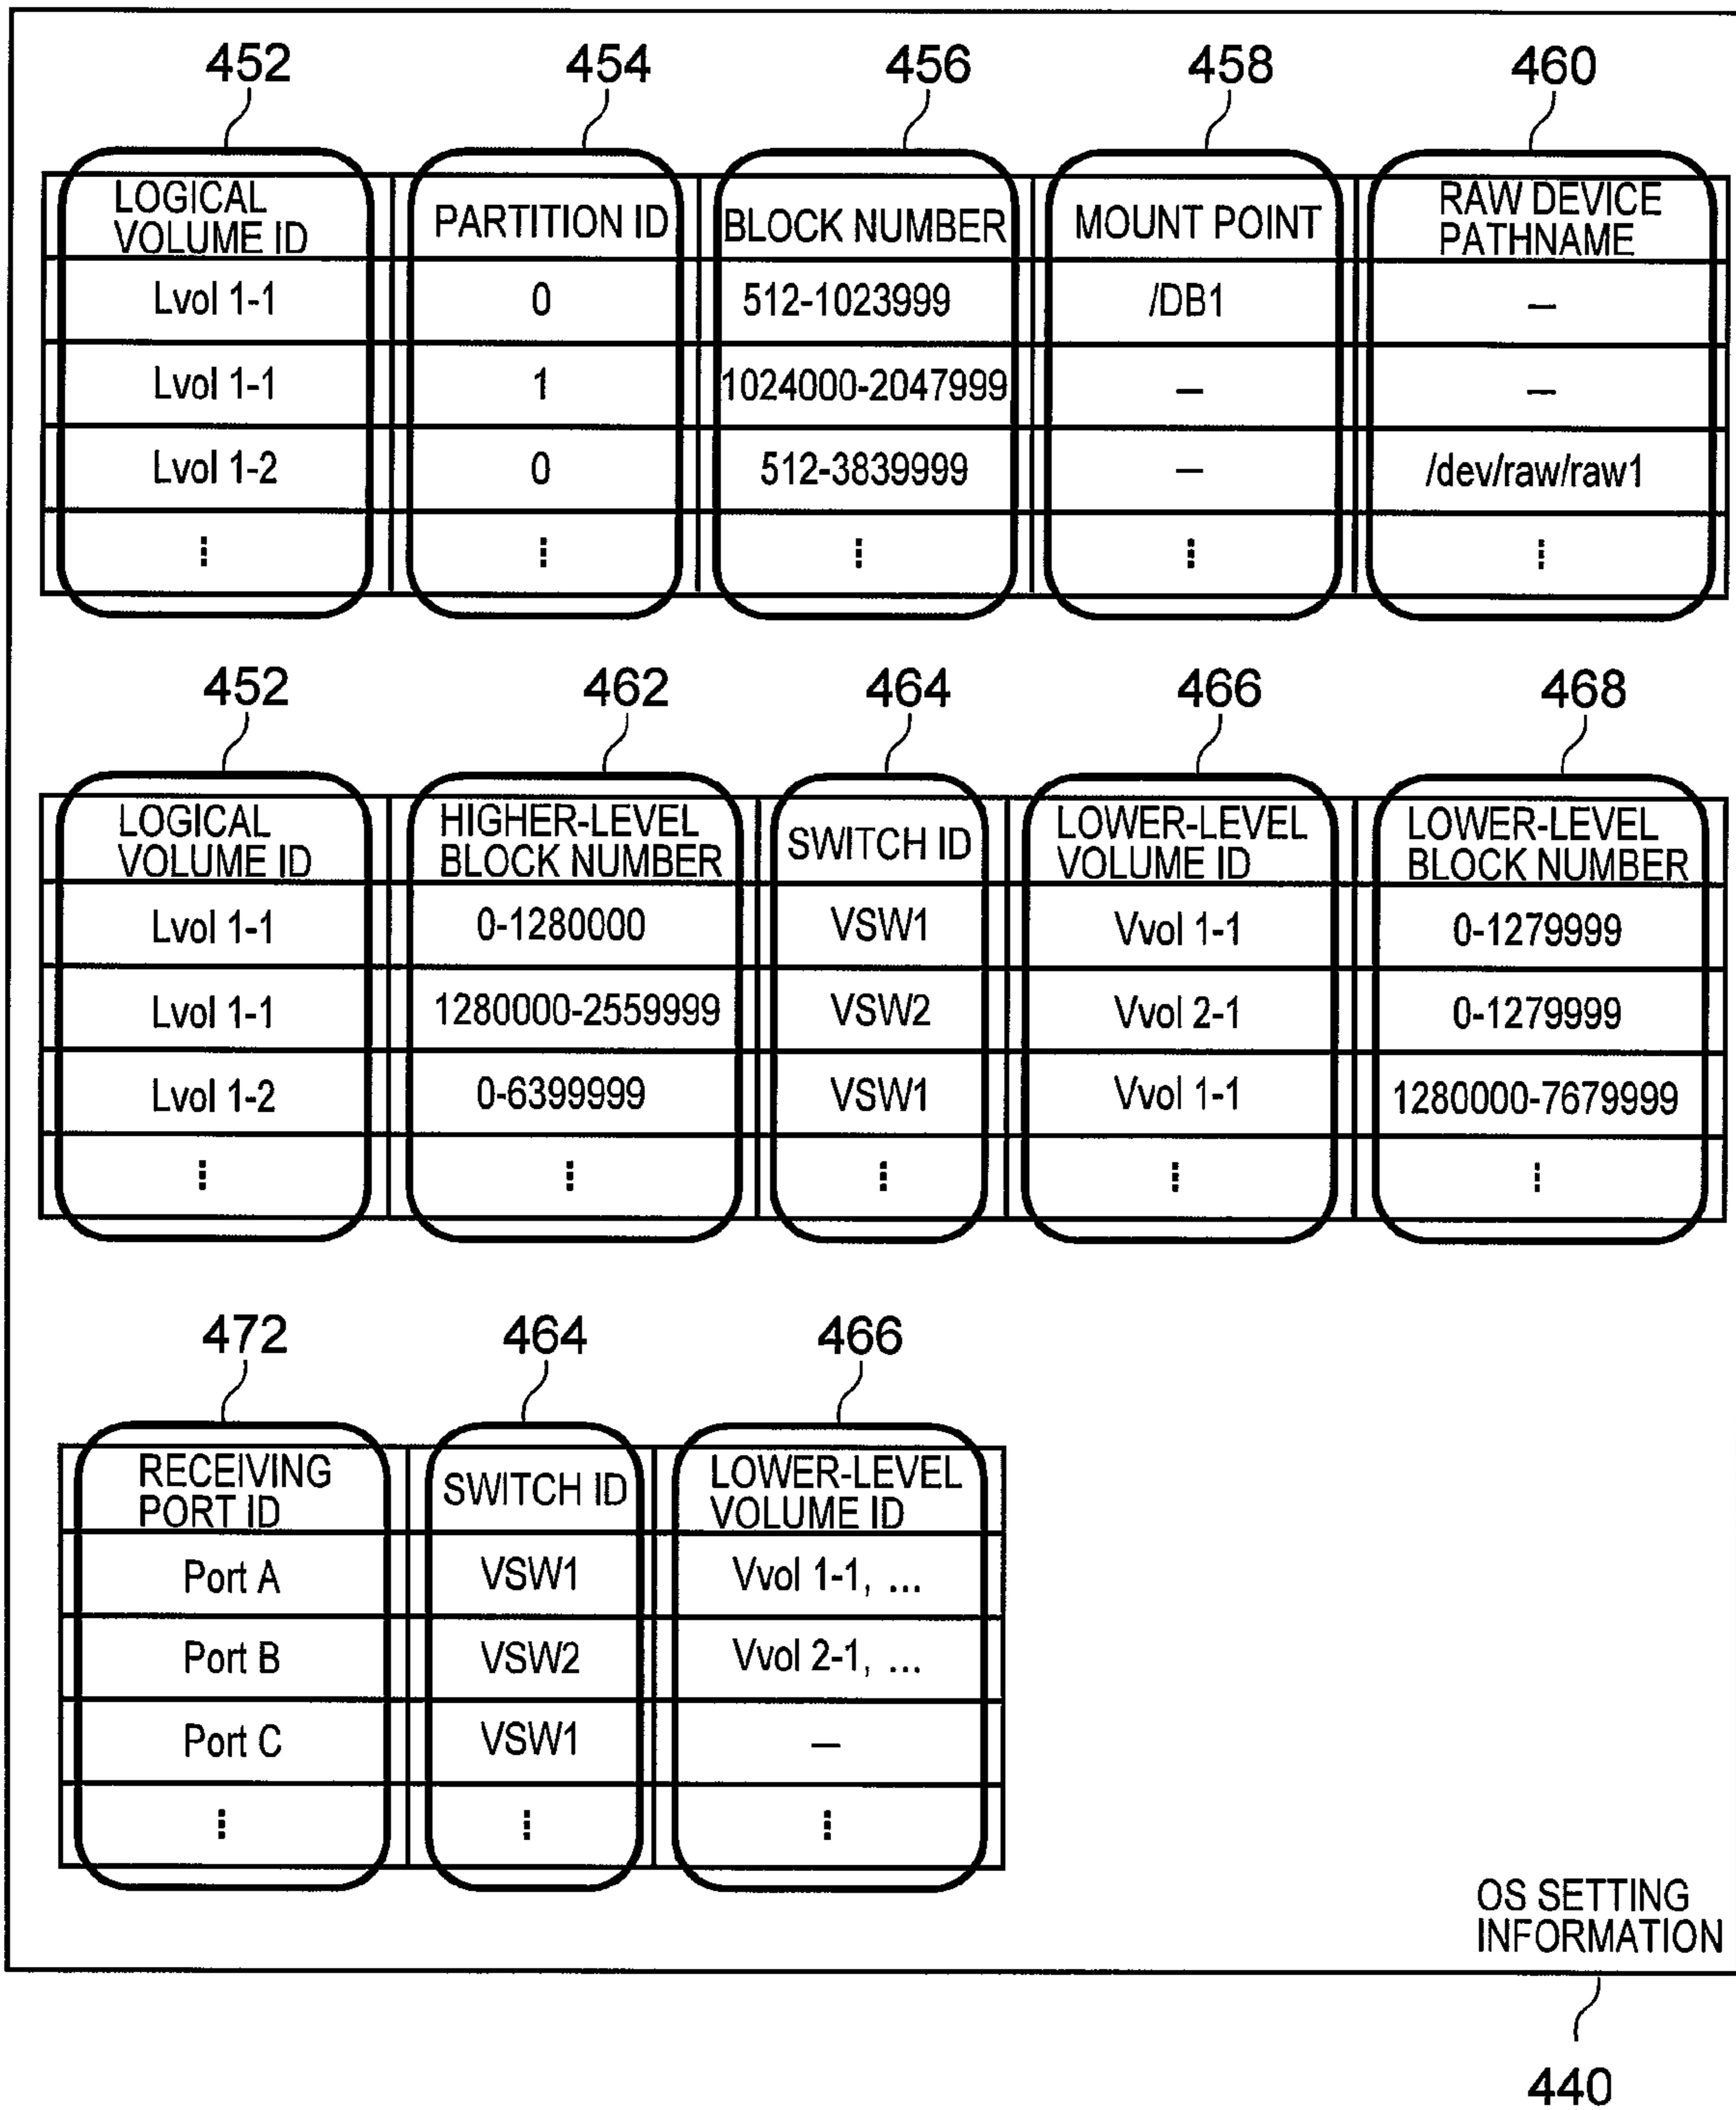 452 454 456 458 460
LOGICAL VOLUME ID PARTITION ID BLOCK NUMBER MOUNT POINT RAW DEVICE PATHNAME
Lvol 1-1 0 512-1023999 /DB1 —
Lvol 1-1 1 1024000-2047999 — —
Lvol 1-2 0 512-3839999 — /dev/raw/raw1
⋮ ⋮ ⋮ ⋮ ⋮
452 462 464 466 468
LOGICAL VOLUME ID HIGHER-LEVEL BLOCK NUMBER SWITCH ID LOWER-LEVEL VOLUME ID LOWER-LEVEL BLOCK NUMBER
Lvol 1-1 0-1280000 VSW1 Vvol 1-1 0-1279999
Lvol 1-1 1280000-2559999 VSW2 Vvol 2-1 0-1279999
Lvol 1-2 0-6399999 VSW1 Vvol 1-1 1280000-7679999
⋮ ⋮ ⋮ ⋮ ⋮
472 464 466
RECEIVING PORT ID SWITCH ID LOWER-LEVEL VOLUME ID
Port A VSW1 Vvol 1-1, ...
Port B VSW2 Vvol 2-1, ...
Port C VSW1 —
⋮ ⋮ ⋮
OS SETTING
INFORMATION
440